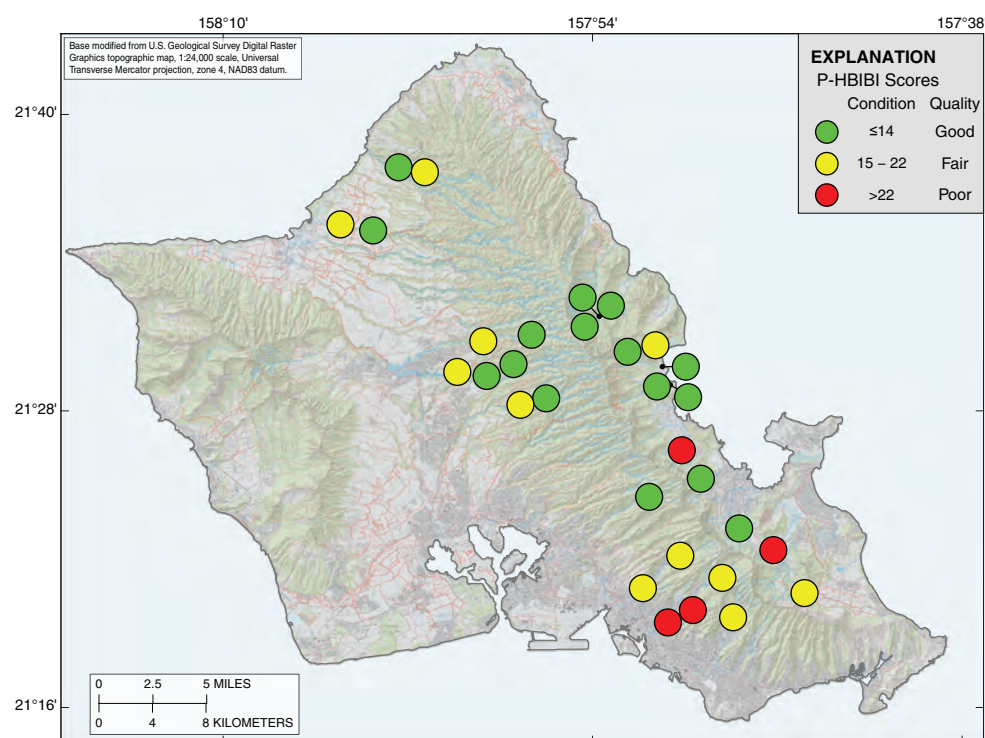 158°10' 157°54' 157°38'
Base modified from U.S. Geological Survey Digital Raster
Graphics topographic map, 1:24,000 scale, Universal
Transverse Mercator projection, zone 4, NAD83 datum.
EXPLANATION
P-HBIBI Scores
Condition Quality
≤14 Good
15 – 22 Fair
>22 Poor
21°40'
21°28'
21°16'
0 2.5 5 MILES
0 4 8 KILOMETERS